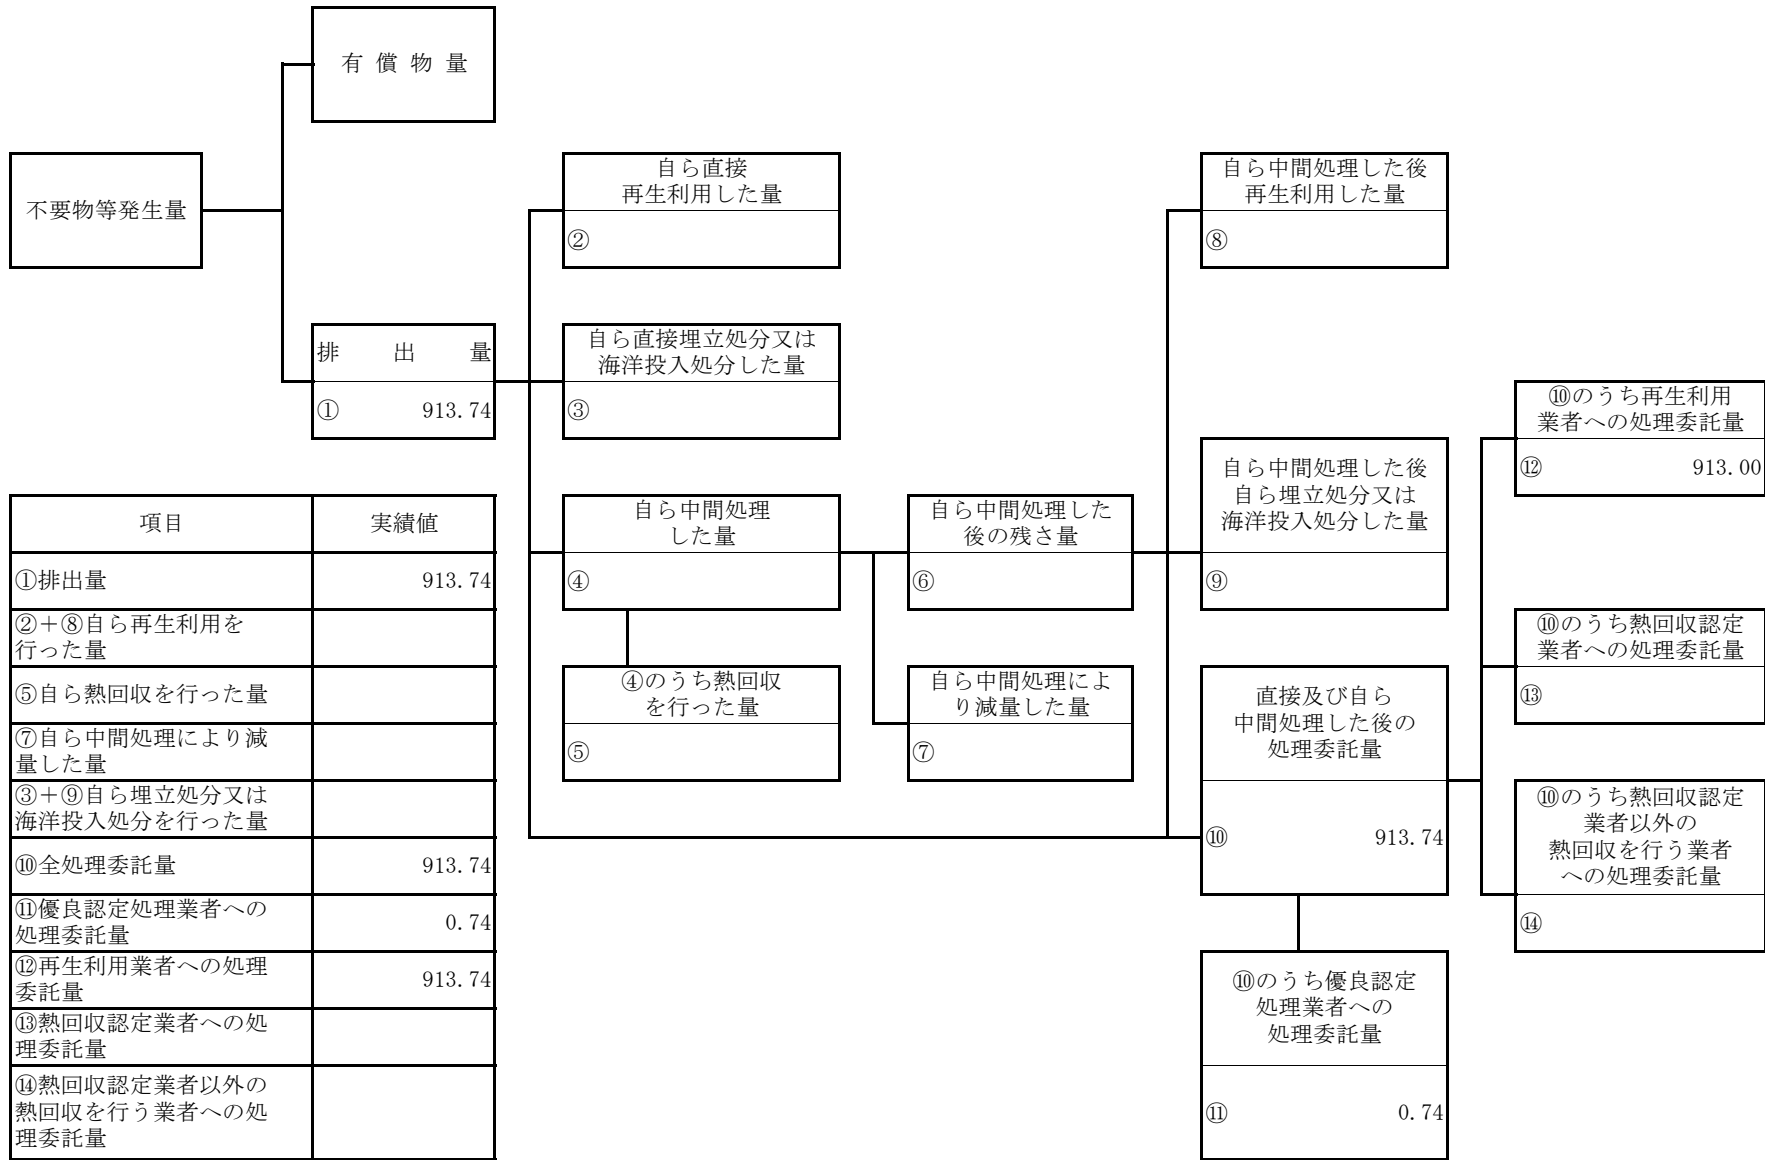 有 償 物 量
不要物等発生量
自ら直接
再生利用した量
②
自ら中間処理した後
再生利用した量
⑧
排 出 量
① 913.74
自ら直接埋立処分又は
海洋投入処分した量
③
⑩のうち再生利用
業者への処理委託量
⑫ 913.00
自ら中間処理した後
自ら埋立処分又は
海洋投入処分した量
⑨
自ら中間処理
した量
④
自ら中間処理した
後の残さ量
⑥
⑩のうち熱回収認定
業者への処理委託量
⑬
④のうち熱回収
を行った量
⑤
自ら中間処理によ
り減量した量
⑦
直接及び自ら
中間処理した後の
処理委託量
⑩ 913.74
⑩のうち熱回収認定
業者以外の
熱回収を行う業者
への処理委託量
⑭
⑩のうち優良認定
処理業者への
処理委託量
⑪ 0.74
項目 実績値
①排出量 913.74
②＋⑧自ら再生利用を
行った量
⑤自ら熱回収を行った量
⑦自ら中間処理により減
量した量
③＋⑨自ら埋立処分又は
海洋投入処分を行った量
⑩全処理委託量 913.74
⑪優良認定処理業者への
処理委託量 0.74
⑫再生利用業者への処理
委託量 913.74
⑬熱回収認定業者への処
理委託量
⑭熱回収認定業者以外の
熱回収を行う業者への処
理委託量